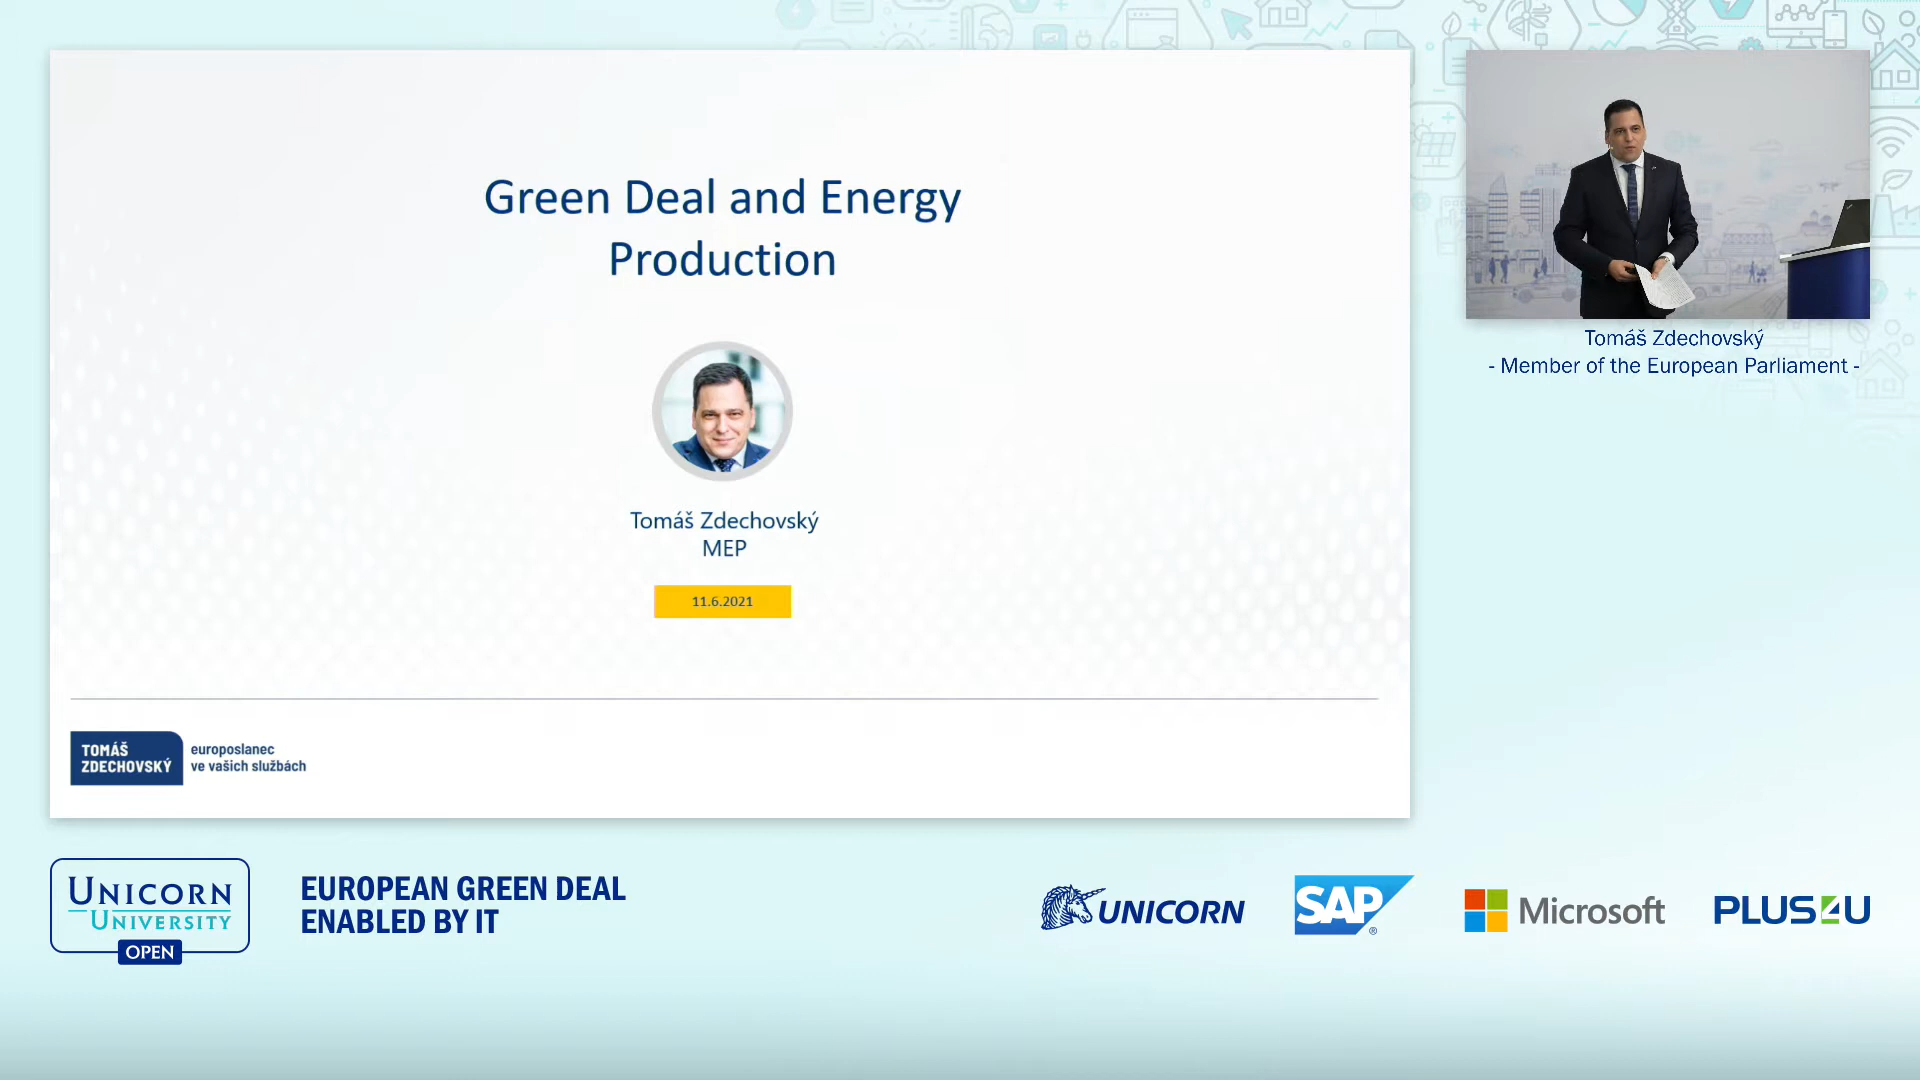 Green Deal and Energy
Production
Tomáš Zdechovský
MEP
11.6.2021
TOMÁŠ
ZDECHOVSKÝ
europoslanec
ve vašich službách
Tomáš Zdechovský
- Member of the European Parliament -
UNICORN
UNIVERSITY
OPEN
EUROPEAN GREEN DEAL
ENABLED BY IT
UNICORN
SAP®
Microsoft
PLUS4U